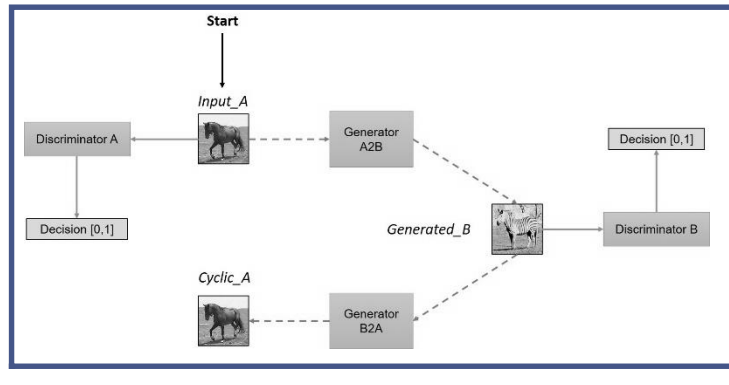 Start
Input_A
Discriminator A
Generator
A2B
Decision [0,1]
Decision [0,1]
Generated_B
Discriminator B
Cyclic_A
Generator
B2A